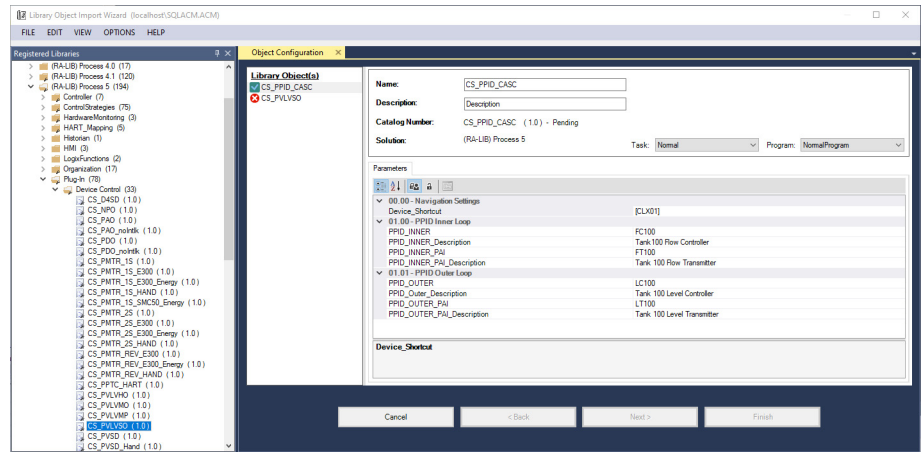 Library Object Import Wizard (localhost\SQLACM.ACM)
FILE EDIT VIEW OPTIONS HELP
Registered Libraries
(RA-LIB) Process 4.0 (17)
(RA-LIB) Process 4.1 (120)
(RA-LIB) Process 5 (194)
Controller (7)
ControlStrategies (75)
HardwareMonitoring (3)
HART_Mapping (5)
Historian (1)
HMI (3)
LogixFunctions (2)
Organization (17)
Plug-In (78)
Device Control (33)
CS_D4SD (1.0)
CS_NPO (1.0)
CS_PAO (1.0)
CS_PAO_noIntlk (1.0)
CS_PDO (1.0)
CS_PDO_noIntlk (1.0)
CS_PMTR_1S (1.0)
CS_PMTR_1S_E300 (1.0)
CS_PMTR_1S_E300_Energy (1.0)
CS_PMTR_1S_HAND (1.0)
CS_PMTR_1S_SMC50_Energy (1.0)
CS_PMTR_2S (1.0)
CS_PMTR_2S_E300 (1.0)
CS_PMTR_2S_E300_Energy (1.0)
CS_PMTR_2S_HAND (1.0)
CS_PMTR_REV_E300 (1.0)
CS_PMTR_REV_E300_Energy (1.0)
CS_PMTR_REV_HAND (1.0)
CS_PPTC_HART (1.0)
CS_PVLVHO (1.0)
CS_PVLVMO (1.0)
CS_PVLVMP (1.0)
CS_PVLVSO (1.0)
CS_PVSD (1.0)
CS_PVSD_Hand (1.0)
Object Configuration
Library Object(s)
CS_PPID_CASC
CS_PVLVSO
Name: CS_PPID_CASC
Description: Description
Catalog Number: CS_PPID_CASC (1.0) - Pending
Solution: (RA-LIB) Process 5
Task: Normal Program: NormalProgram
Parameters
00.00 - Navigation Settings
Device_Shortcut [CLX01]
01.00 - PPID Inner Loop
PPID_INNER FC100
PPID_INNER_Description Tank100 Flow Controller
PPID_INNER_PAI FT100
PPID_INNER_PAI_Description Tank 100 Flow Transmitter
01.01 - PPID Outer Loop
PPID_OUTER LC100
PPID_Outer_Description Tank 100 Level Controller
PPID_OUTER_PAI LT100
PPID_OUTER_PAI_Description Tank 100 Level Transmitter
Device_Shortcut
Cancel < Back Next > Finish